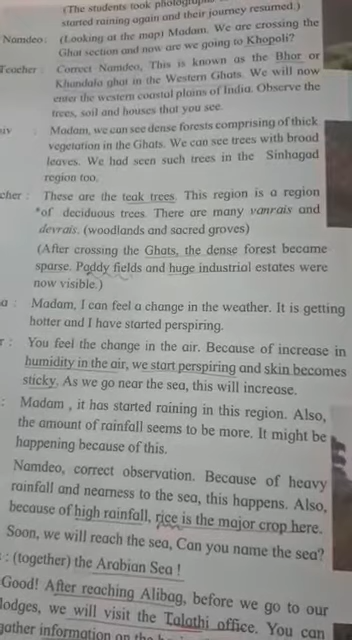 (The students took
started raining again and their journey resumed.)
Namdeo: (Looking at the map) Madam. We are crossing the
Ghat section and now are we going to Khopoli?
Teacher: Correct Namdeo, This is known as the Bhor or
Khandala ghat in the Western Ghats. We will now
enter the western coastal plains of India. Observe the
trees, soil and houses that you see.
: Madam, we can see dense forests comprising of thick
vegetation in the Ghats. We can see trees with broad
leaves. We had seen such trees in the Sinhagad
region too.
cher : These are the teak trees. This region is a region
of deciduous trees. There are many vanrais and
devrais. (woodlands and sacred groves)
(After crossing the Ghats, the dense forest became
sparse. Paddy fields and huge industrial estates were
now visible.)
a : Madam, I can feel a change in the weather. It is getting
hotter and I have started perspiring.
r : You feel the change in the air. Because of increase in
humidity in the air, we start perspiring and skin becomes
sticky. As we go near the sea, this will increase.
: Madam , it has started raining in this region. Also,
the amount of rainfall seems to be more. It might be
happening because of this.
Namdeo, correct observation. Because of heavy
rainfall and nearness to the sea, this happens. Also,
because of high rainfall, rice is the major crop here.
Soon, we will reach the sea, Can you name the sea?
: (together) the Arabian Sea !
Good! After reaching Alibag, before we go to our
lodges, we will visit the Talathi office. You can
gather information on the